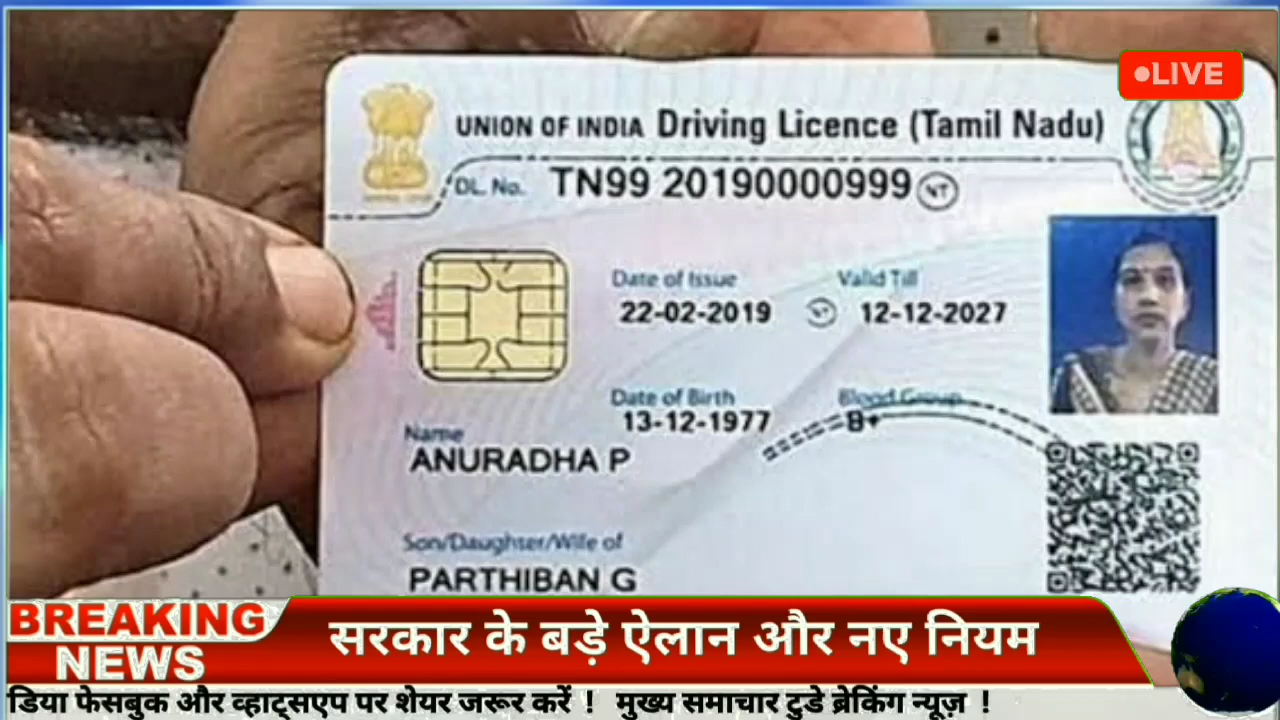 LIVE
UNION OF INDIA Driving Licence (Tamil Nadu)
DL. No. TN99 20190000999 NT
Date of Issue Valid Till
22-02-2019 NT 12-12-2027
Date of Birth Blood Group
13-12-1977 B+
Name
ANURADHA P
Son/Daughter/Wife of
PARTHIBAN G
BREAKING
NEWS
सरकार के बड़े ऐलान और नए नियम
डिया फेसबुक और व्हाट्सएप पर शेयर जरूर करें ! मुख्य समाचार टुडे ब्रेकिंग न्यूज़ !